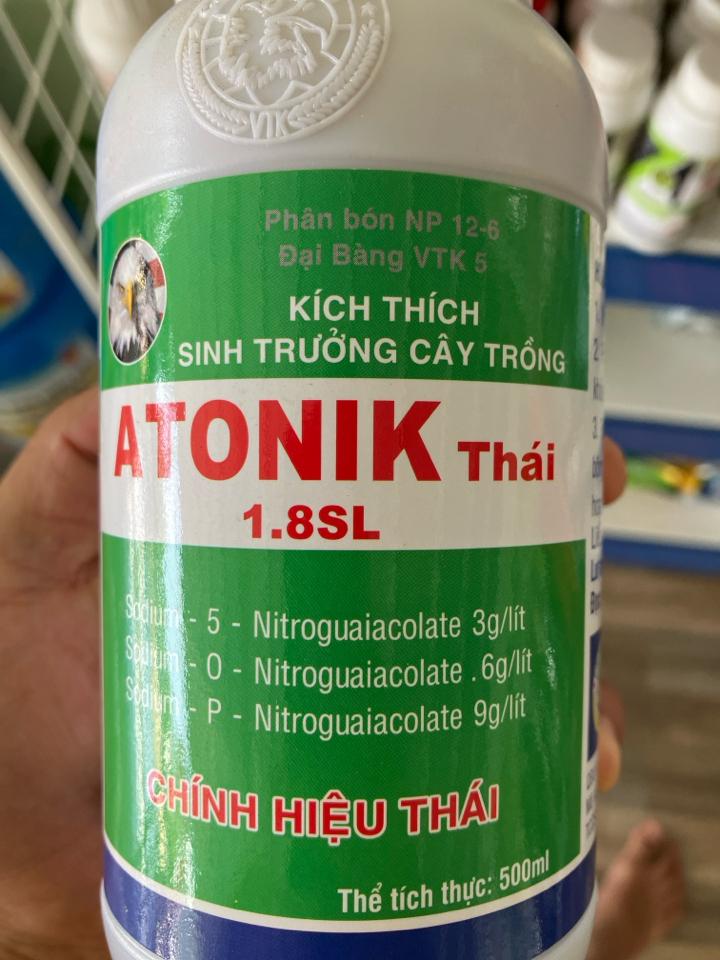 VTK
Phân bón NP 12-6
Đại Bàng VTK 5
KÍCH THÍCH
SINH TRƯỞNG CÂY TRỒNG
ATONIK Thái
1.8SL
Sodium - 5 - Nitroguaiacolate 3g/lít
Sodium - O - Nitroguaiacolate .6g/lít
Sodium - P - Nitroguaiacolate 9g/lít
CHÍNH HIỆU THÁI
Thể tích thực: 500ml